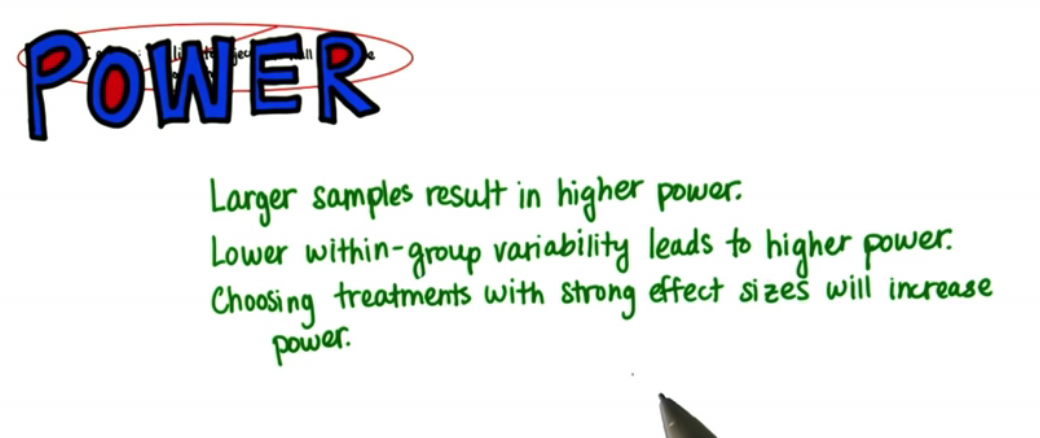 POWER
Larger samples result in higher power.
Lower within-group variability leads to higher power.
Choosing treatments with strong effect sizes will increase
power.